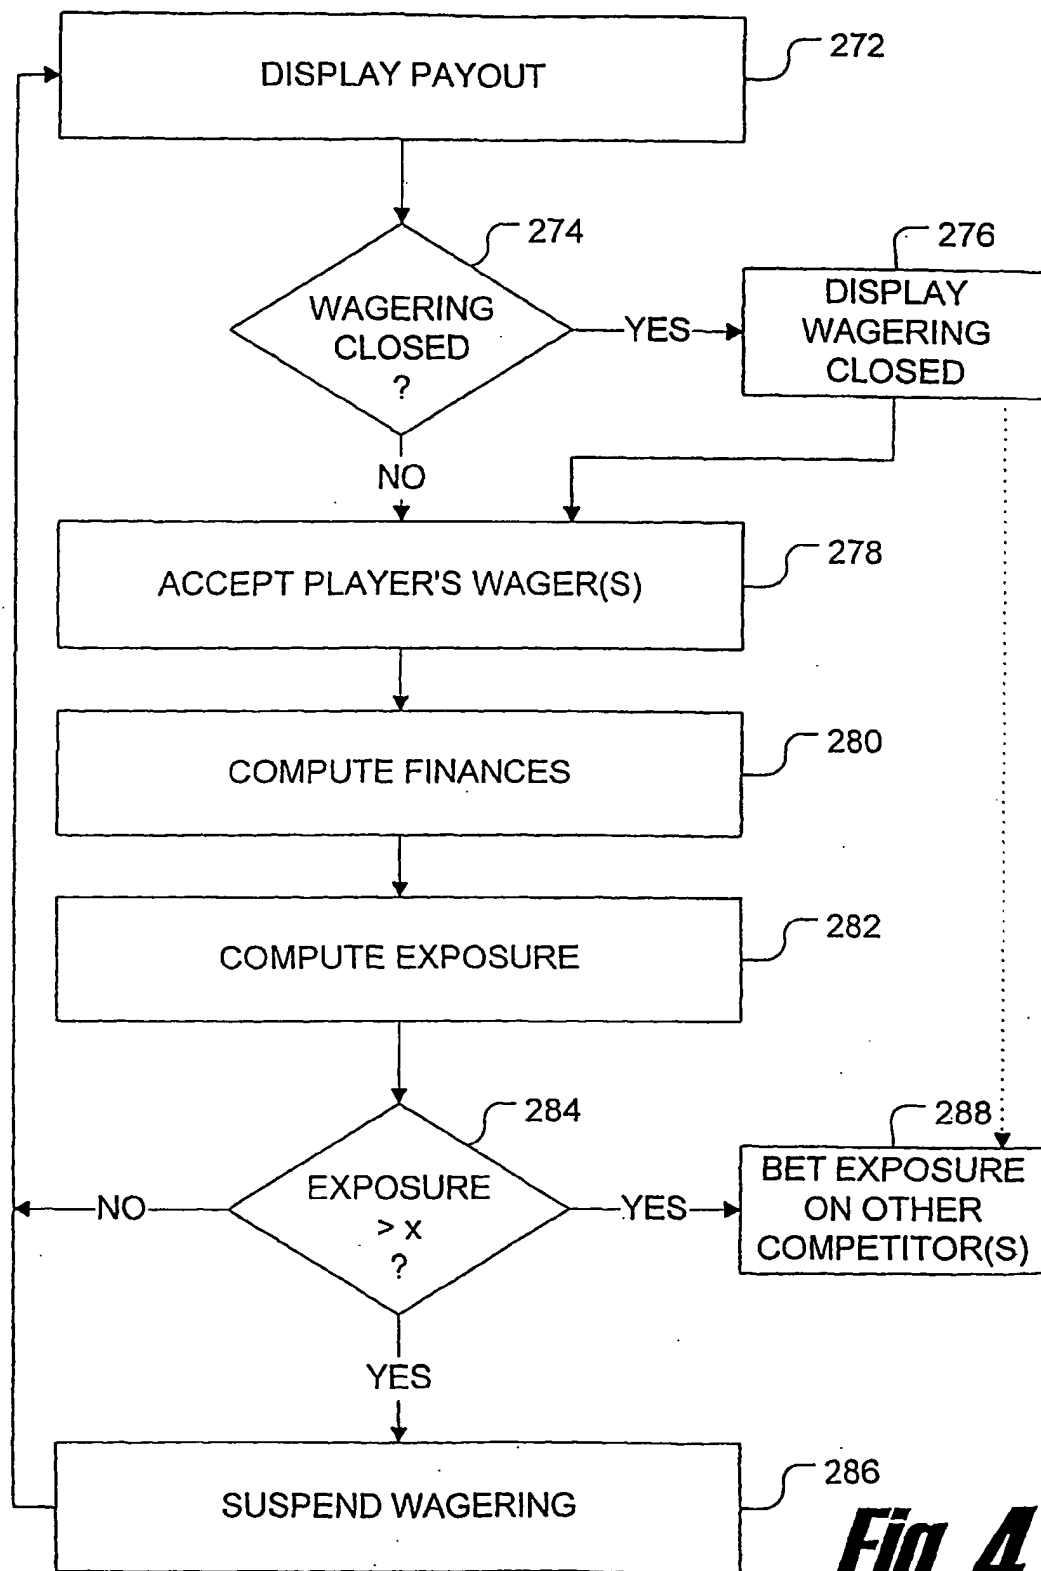 DISPLAY PAYOUT
272
274
276
WAGERING
CLOSED
?
YES
DISPLAY
WAGERING
CLOSED
NO
ACCEPT PLAYER'S WAGER(S)
278
COMPUTE FINANCES
280
COMPUTE EXPOSURE
282
284
288
EXPOSURE
> x
?
NO
YES
BET EXPOSURE
ON OTHER
COMPETITOR(S)
YES
SUSPEND WAGERING
286
Fig 4